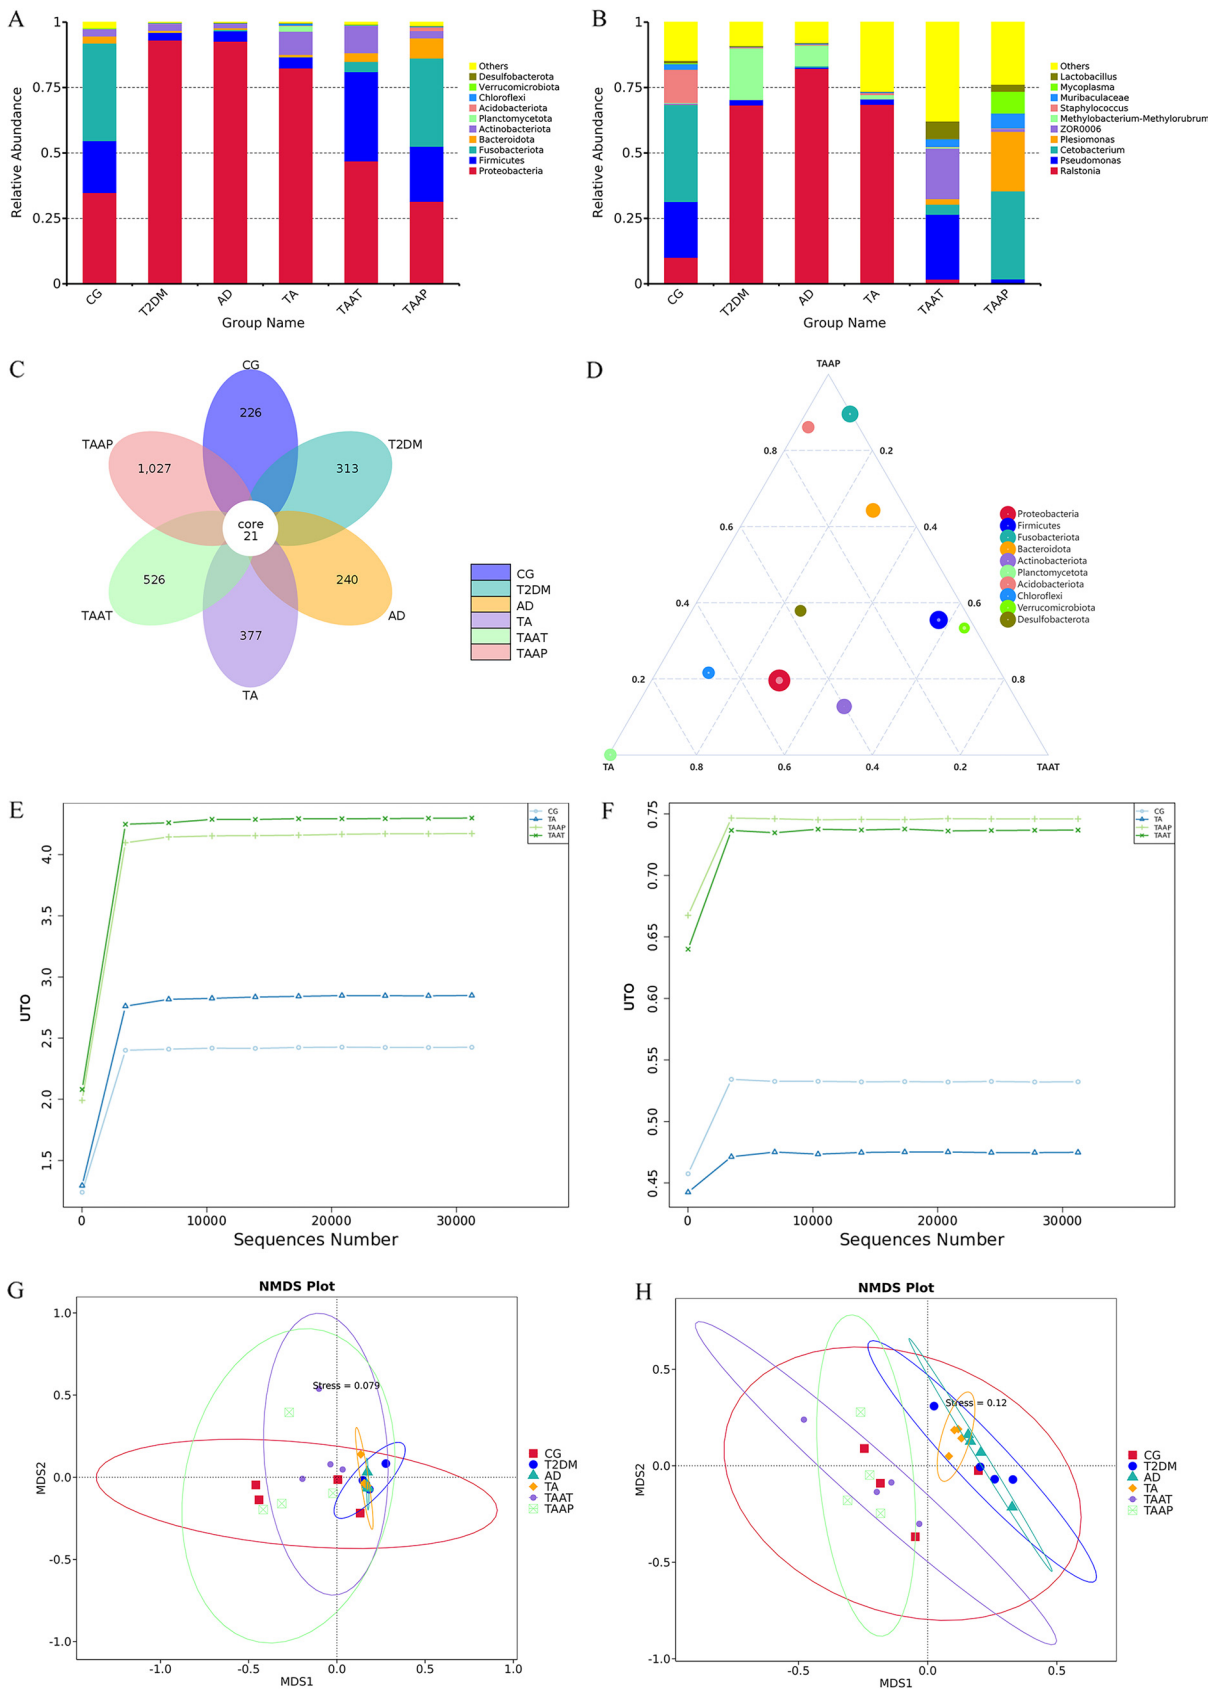 A
Relative Abundance
1
0.75
0.5
0.25
0
CG
T2DM
AD
TA
TAAT
TAAP
Group Name
Others
Desulfobacterota
Verrucomicrobiota
Chloroflexi
Acidobacteriota
Planctomycetota
Actinobacteriota
Bacteroidota
Fusobacteriota
Firmicutes
Proteobacteria
B
Relative Abundance
1
0.75
0.5
0.25
0
CG
T2DM
AD
TA
TAAT
TAAP
Group Name
Others
Lactobacillus
Mycoplasma
Muribaculaceae
Staphylococcus
Methylobacterium-Methylorubrum
ZOR0006
Plesiomonas
Cetobacterium
Pseudomonas
Ralstonia
C
CG
226
TAAP
1,027
T2DM
313
core
21
TAAT
526
AD
240
TA
377
CG
T2DM
AD
TA
TAAT
TAAP
D
TAAP
0.8
0.2
0.6
0.4
0.4
0.6
0.2
0.8
TA
0.8
0.6
0.4
0.2
TAAT
Proteobacteria
Firmicutes
Fusobacteriota
Bacteroidota
Actinobacteriota
Planctomycetota
Acidobacteriota
Chloroflexi
Verrucomicrobiota
Desulfobacterota
E
UTO
4.0
3.5
3.0
2.5
2.0
1.5
0
10000
20000
30000
Sequences Number
CG
TA
TAAP
TAAT
F
UTO
0.75
0.70
0.65
0.60
0.55
0.50
0.45
0
10000
20000
30000
Sequences Number
CG
TA
TAAP
TAAT
G
NMDS Plot
Stress = 0.079
MDS2
1.0
0.5
0.0
-0.5
-1.0
-1.0
-0.5
0.0
0.5
1.0
MDS1
CG
T2DM
AD
TA
TAAT
TAAP
H
NMDS Plot
Stress = 0.12
MDS2
0.5
0.0
-0.5
-1.0
-0.5
0.0
0.5
MDS1
CG
T2DM
AD
TA
TAAT
TAAP